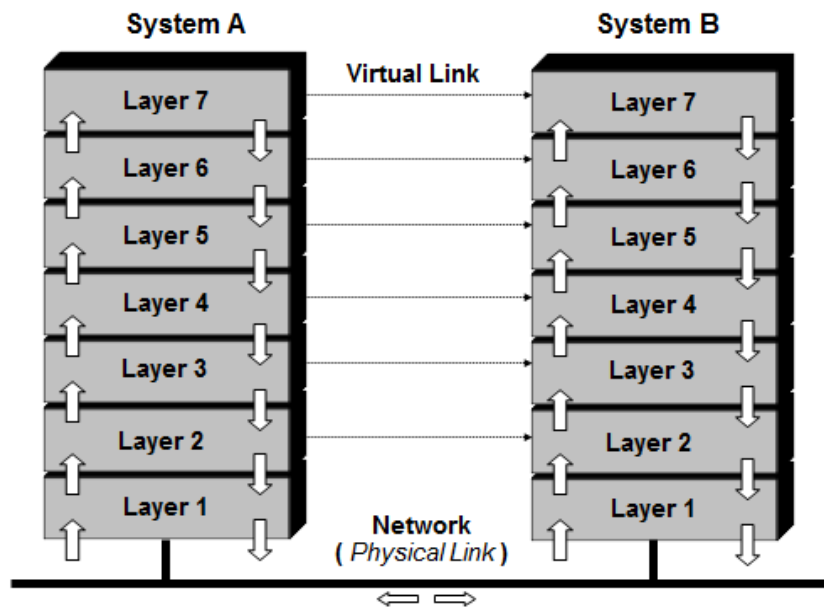 System A
System B
Virtual Link
Layer 7
Layer 7
Layer 6
Layer 6
Layer 5
Layer 5
Layer 4
Layer 4
Layer 3
Layer 3
Layer 2
Layer 2
Layer 1
Layer 1
Network
( Physical Link )